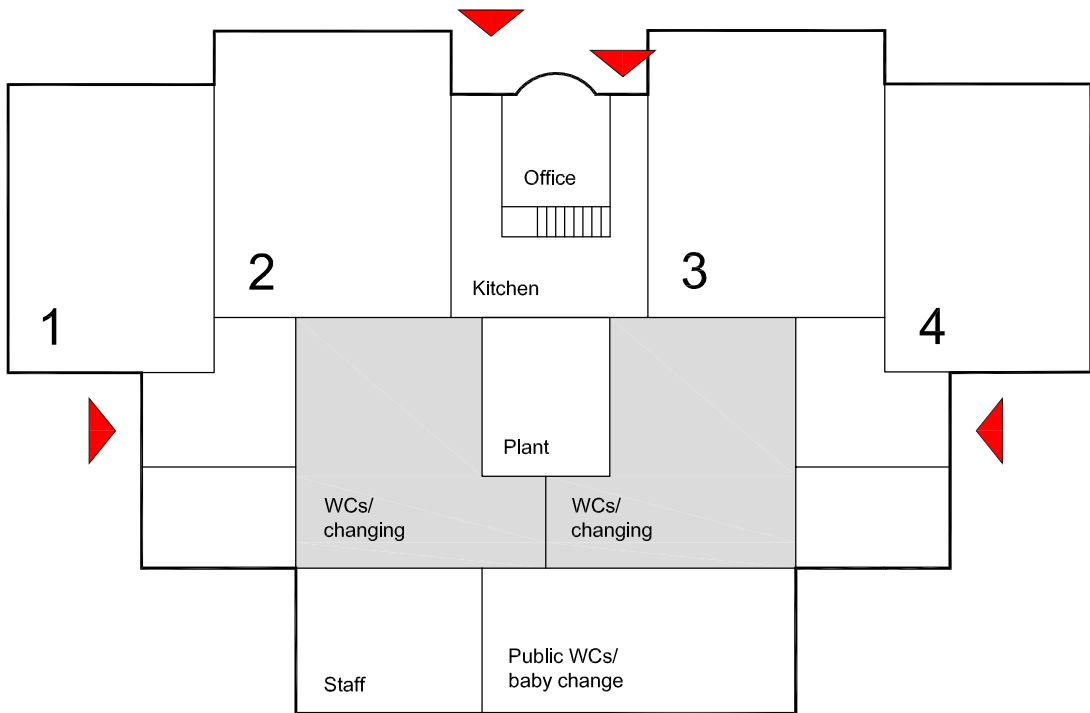 Office
2
3
Kitchen
1
4
Plant
WCs/
changing
WCs/
changing
Public WCs/
baby change
Staff